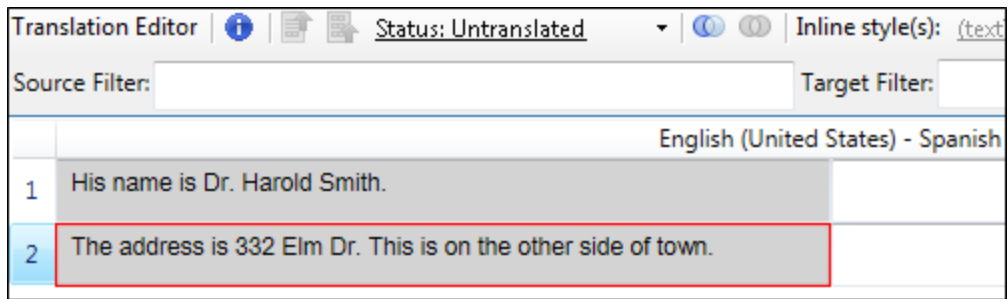 Translation Editor Status: Untranslated Inline style(s): (text
Source Filter: Target Filter:
English (United States) - Spanish
1 His name is Dr. Harold Smith.
2 The address is 332 Elm Dr. This is on the other side of town.